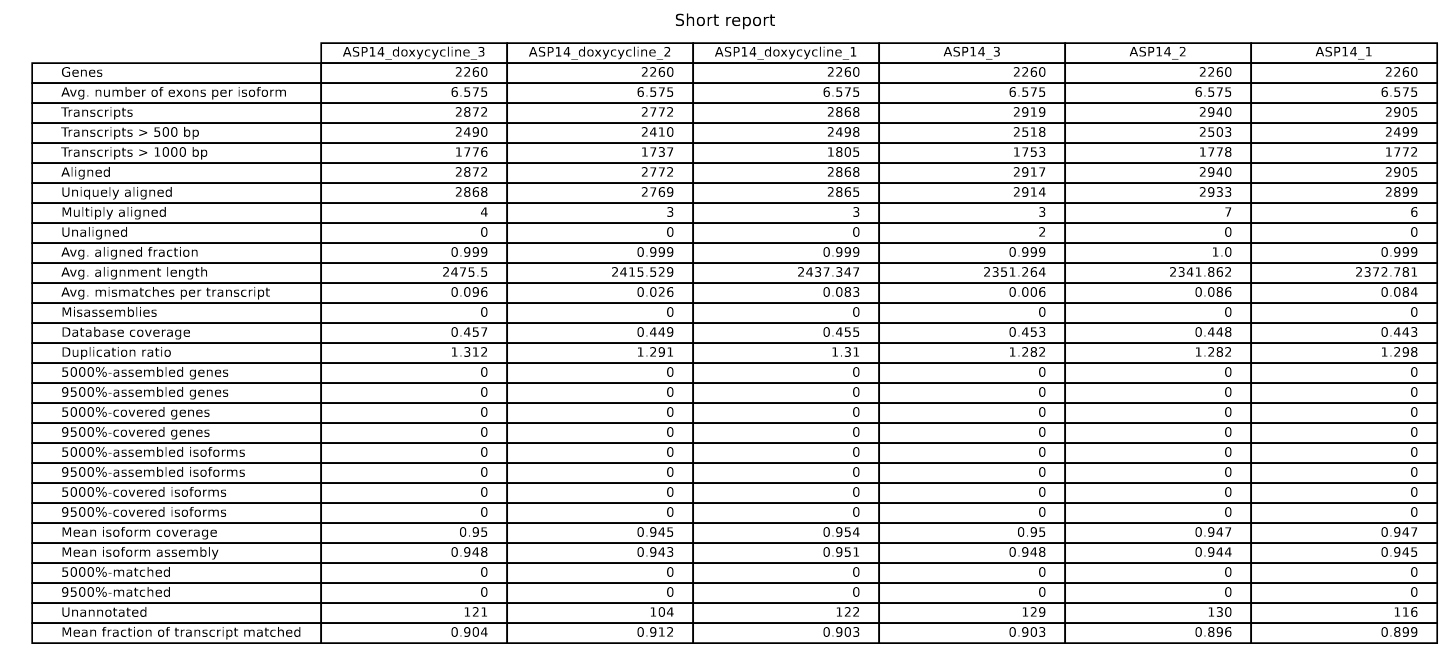 Short report
ASP14_doxycycline_3 ASP14_doxycycline_2 ASP14_doxycycline_1 ASP14_3 ASP14_2 ASP14_1
Genes 2260 2260 2260 2260 2260 2260
Avg. number of exons per isoform 6.575 6.575 6.575 6.575 6.575 6.575
Transcripts 2872 2772 2868 2919 2940 2905
Transcripts > 500 bp 2490 2410 2498 2518 2503 2499
Transcripts > 1000 bp 1776 1737 1805 1753 1778 1772
Aligned 2872 2772 2868 2917 2940 2905
Uniquely aligned 2868 2769 2865 2914 2933 2899
Multiply aligned 4 3 3 3 7 6
Unaligned 0 0 0 2 0 0
Avg. aligned fraction 0.999 0.999 0.999 0.999 1.0 0.999
Avg. alignment length 2475.5 2415.529 2437.347 2351.264 2341.862 2372.781
Avg. mismatches per transcript 0.096 0.026 0.083 0.006 0.086 0.084
Misassemblies 0 0 0 0 0 0
Database coverage 0.457 0.449 0.455 0.453 0.448 0.443
Duplication ratio 1.312 1.291 1.31 1.282 1.282 1.298
5000%-assembled genes 0 0 0 0 0 0
9500%-assembled genes 0 0 0 0 0 0
5000%-covered genes 0 0 0 0 0 0
9500%-covered genes 0 0 0 0 0 0
5000%-assembled isoforms 0 0 0 0 0 0
9500%-assembled isoforms 0 0 0 0 0 0
5000%-covered isoforms 0 0 0 0 0 0
9500%-covered isoforms 0 0 0 0 0 0
Mean isoform coverage 0.95 0.945 0.954 0.95 0.947 0.947
Mean isoform assembly 0.948 0.943 0.951 0.948 0.944 0.945
5000%-matched 0 0 0 0 0 0
9500%-matched 0 0 0 0 0 0
Unannotated 121 104 122 129 130 116
Mean fraction of transcript matched 0.904 0.912 0.903 0.903 0.896 0.899